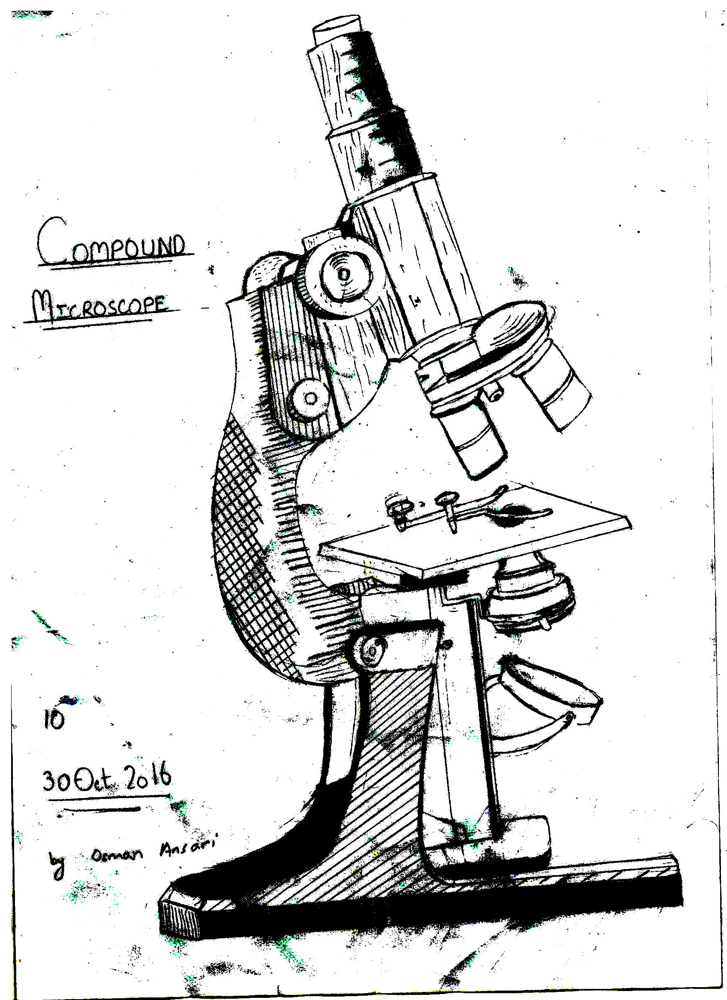 COMPOUND
MICROSCOPE
10
30 Oct 2016
by Osman Ansari